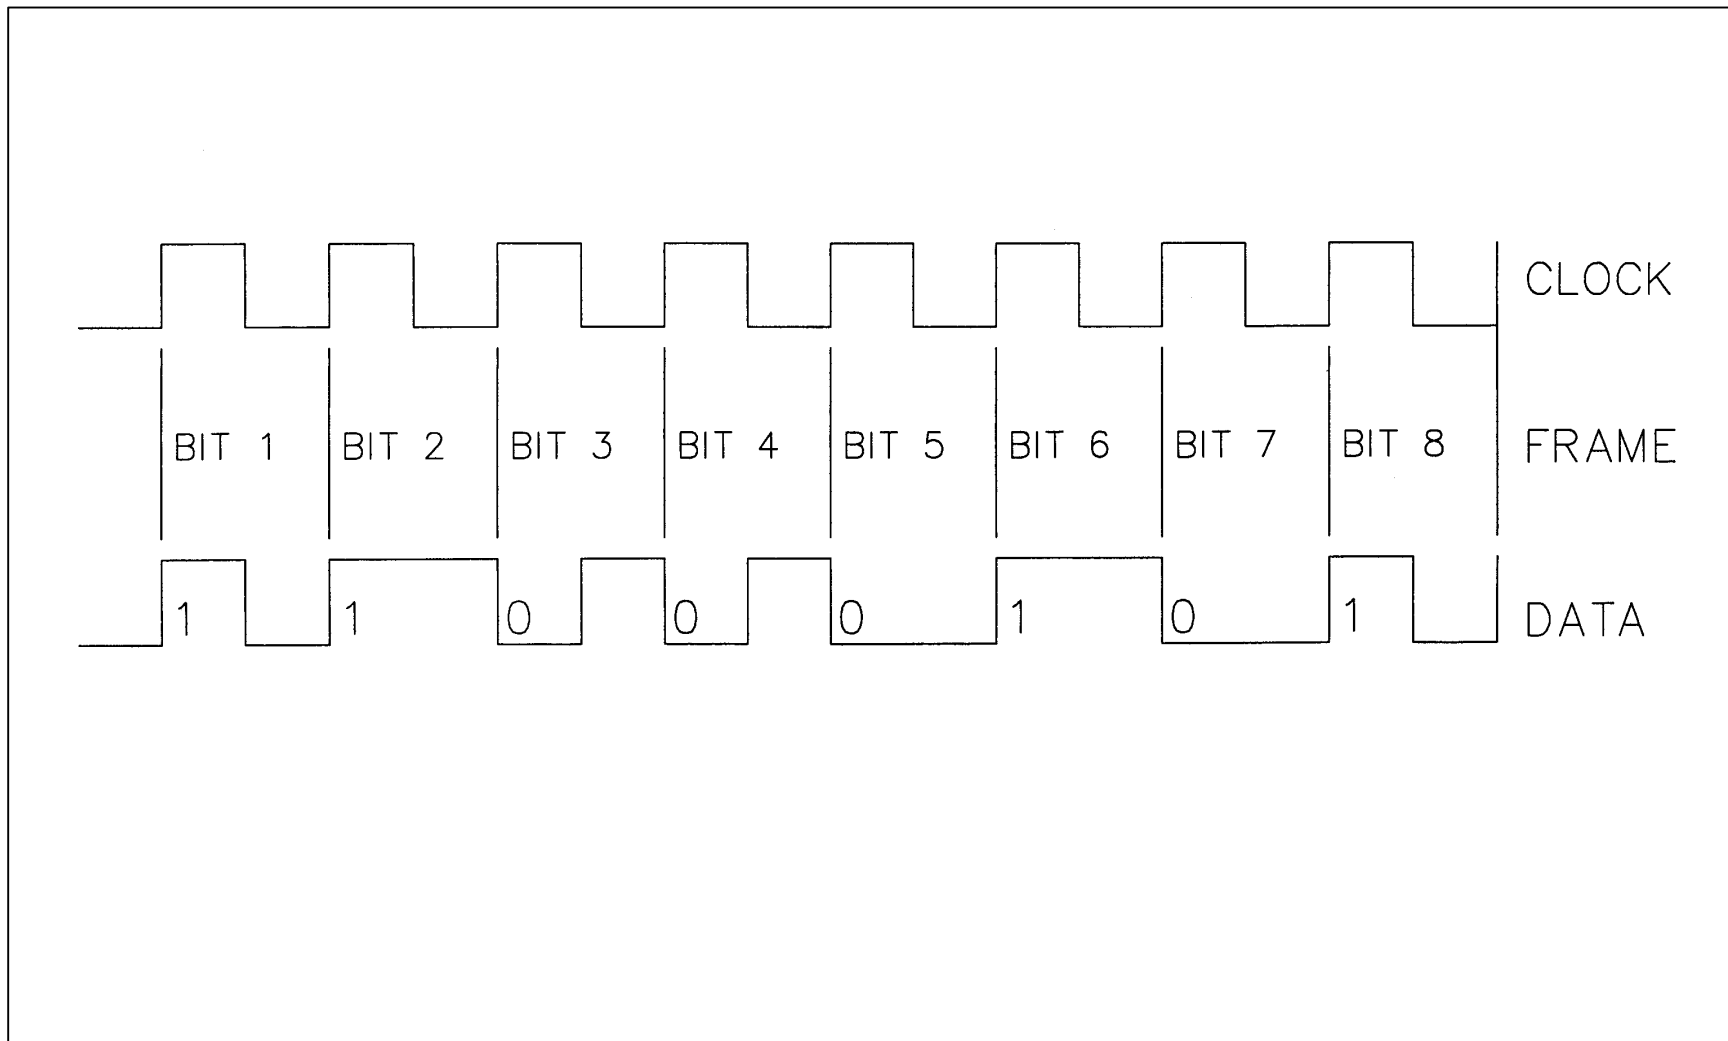 CLOCK
BIT 1 BIT 2 BIT 3 BIT 4 BIT 5 BIT 6 BIT 7 BIT 8 FRAME
1 1 0 0 0 1 0 1 DATA